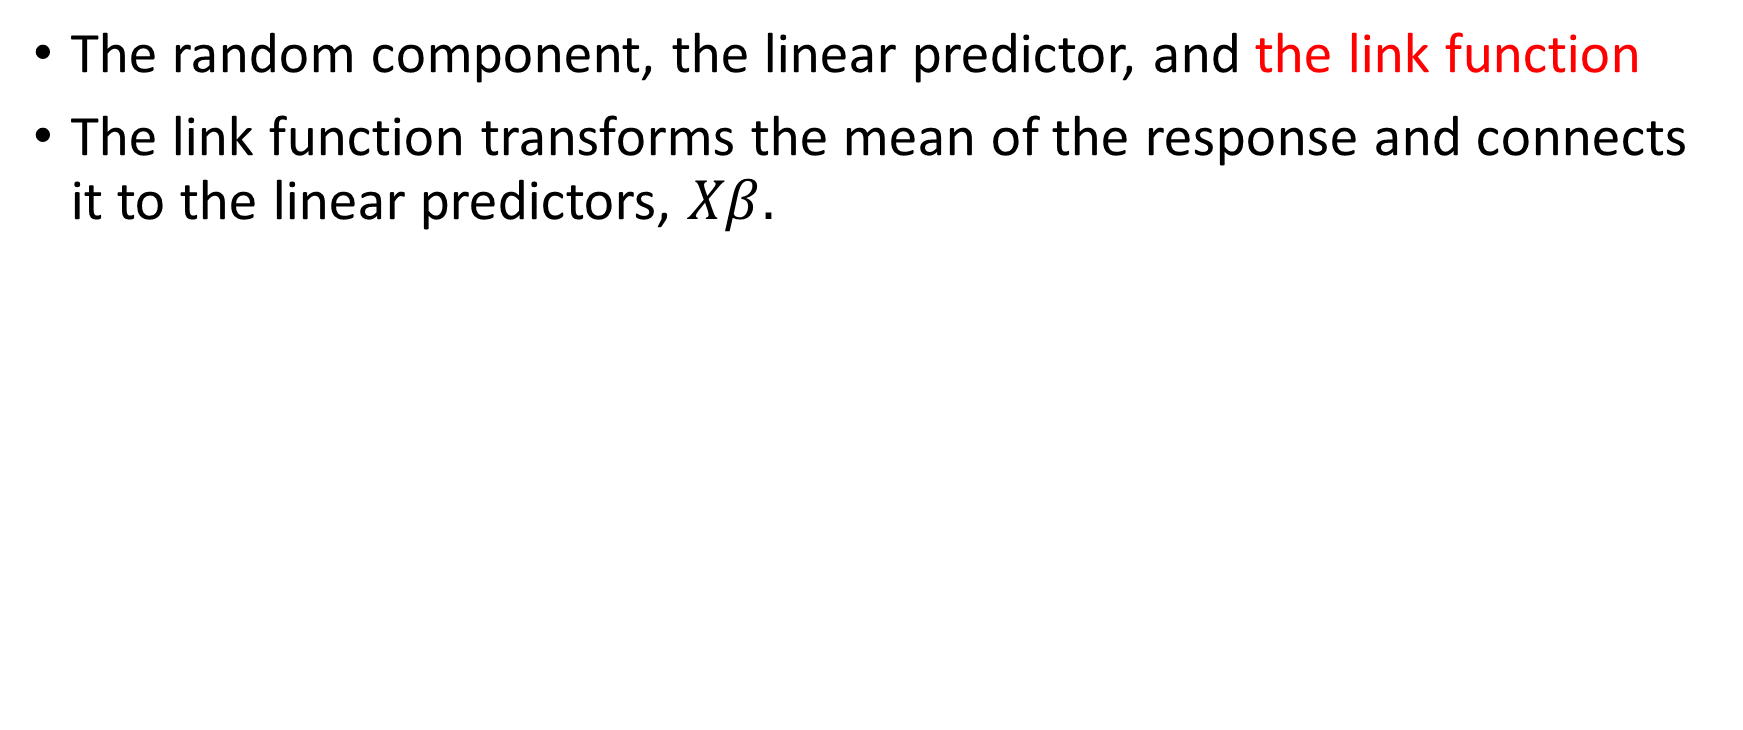 • The random component, the linear predictor, and the link function
• The link function transforms the mean of the response and connects
it to the linear predictors, 𝑋𝛽.